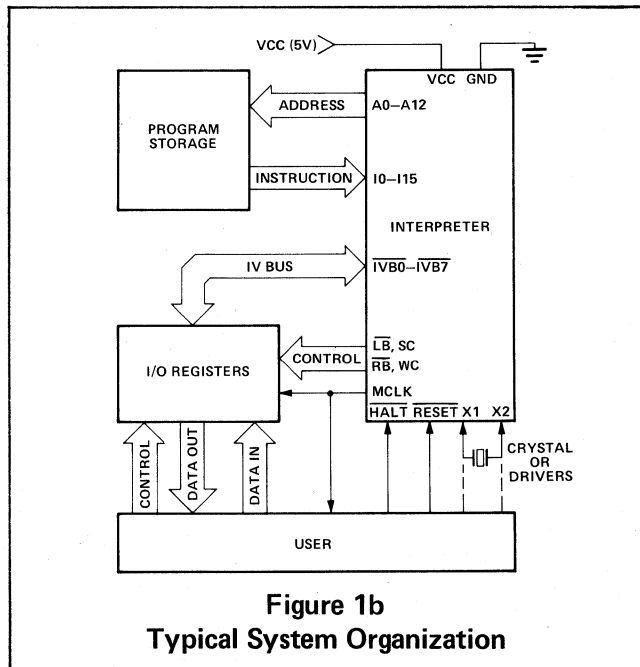 VCC (5V)
VCC GND
PROGRAM
STORAGE
ADDRESS
A0–A12
INSTRUCTION
I0–I15
INTERPRETER
IV BUS
IVB0–IVB7
I/O REGISTERS
CONTROL
LB, SC
RB, WC
MCLK
HALT RESET X1 X2
CRYSTAL
OR
DRIVERS
CONTROL
DATA OUT
DATA IN
USER
Figure 1b
Typical System Organization